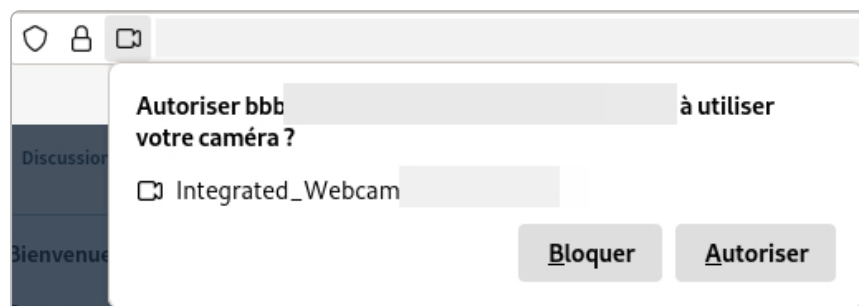 Autoriser bbb à utiliser
votre caméra ?
Discussion
Integrated_Webcam
Bienvenue
Bloquer Autoriser